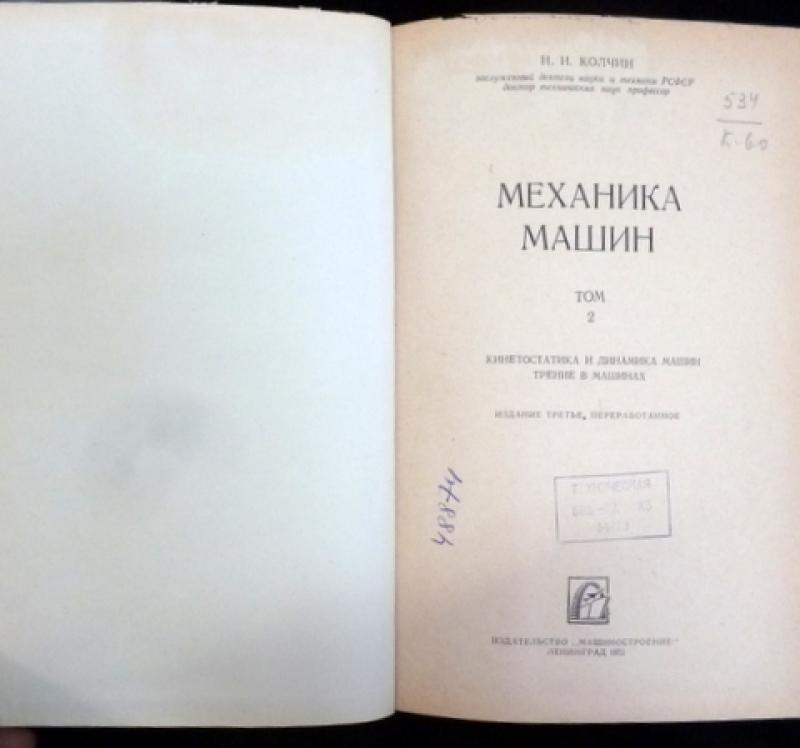 Н. И. КОЛЧИН
заслуженный деятель науки и техники РСФСР
доктор технических наук профессор
534
К-60
МЕХАНИКА
МАШИН
ТОМ
2
КИНЕТОСТАТИКА И ДИНАМИКА МАШИН
ТРЕНИЕ В МАШИНАХ
ИЗДАНИЕ ТРЕТЬЕ, ПЕРЕРАБОТАННОЕ
ИЗДАТЕЛЬСТВО „МАШИНОСТРОЕНИЕ“
ЛЕНИНГРАД